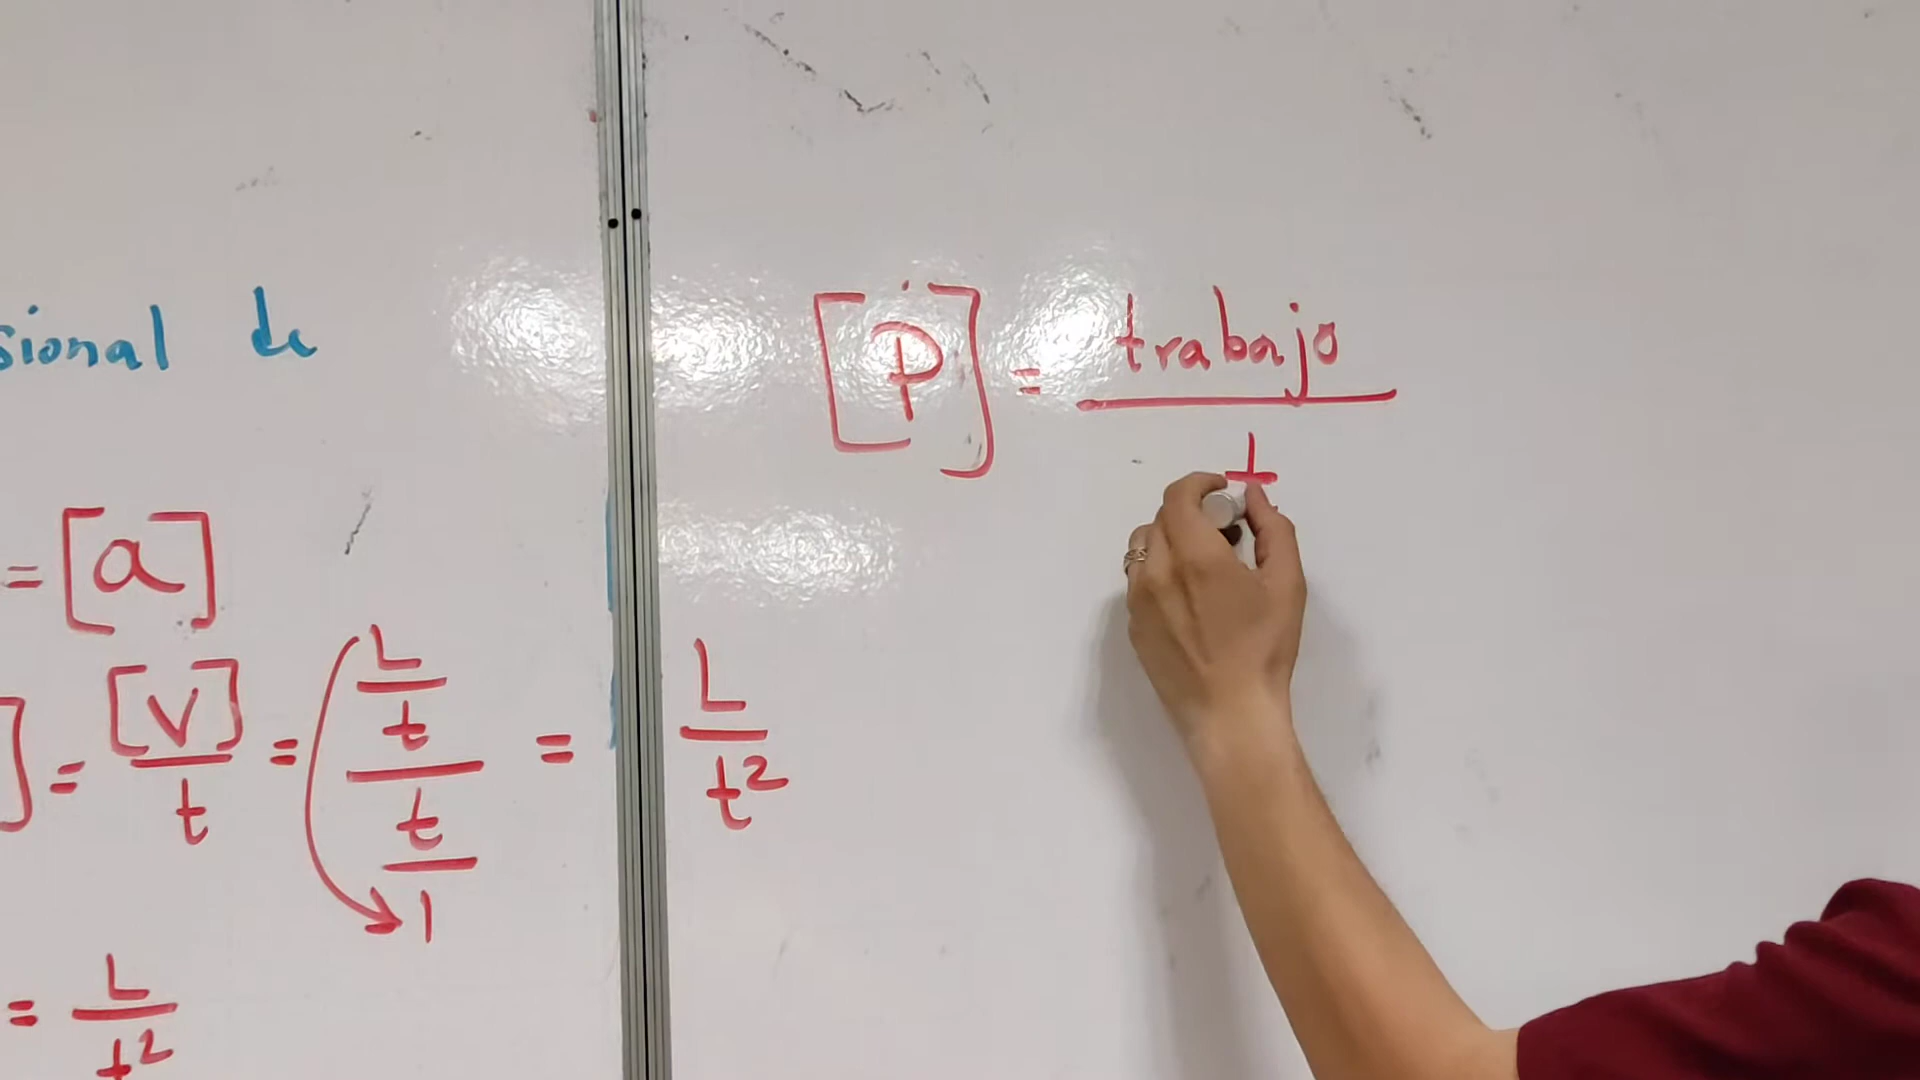 sional de
= [a]
] = [v]/t = (L/t)/(t/1) = L/t²
= L/t²
[P] = trabajo/t